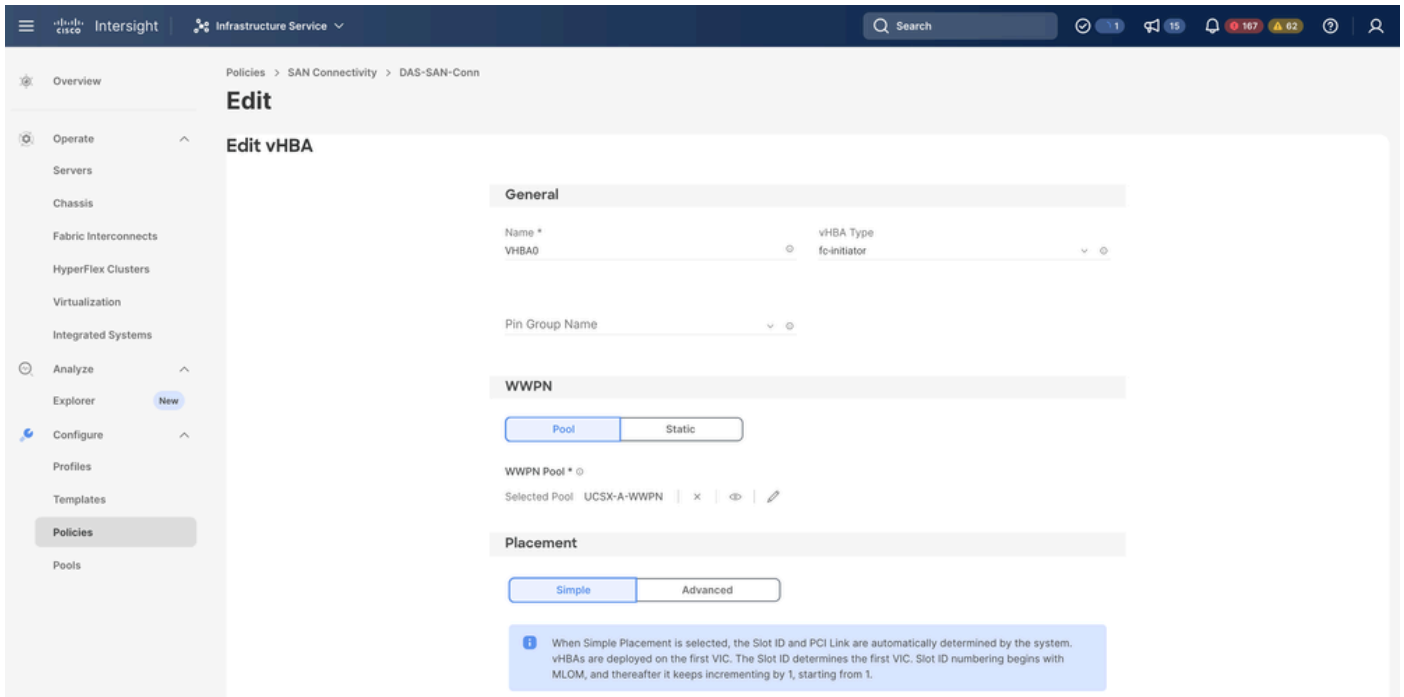 cisco Intersight Infrastructure Service Search 1 15 167 62
Overview
Operate
Servers
Chassis
Fabric Interconnects
HyperFlex Clusters
Virtualization
Integrated Systems
Analyze
Explorer New
Configure
Profiles
Templates
Policies
Pools
Policies > SAN Connectivity > DAS-SAN-Conn
Edit
Edit vHBA
General
Name * vHBA Type
VHBA0 fc-initiator
Pin Group Name
WWPN
Pool Static
WWPN Pool *
Selected Pool UCSX-A-WWPN
Placement
Simple Advanced
When Simple Placement is selected, the Slot ID and PCI Link are automatically determined by the system.
vHBAs are deployed on the first VIC. The Slot ID determines the first VIC. Slot ID numbering begins with
MLOM, and thereafter it keeps incrementing by 1, starting from 1.